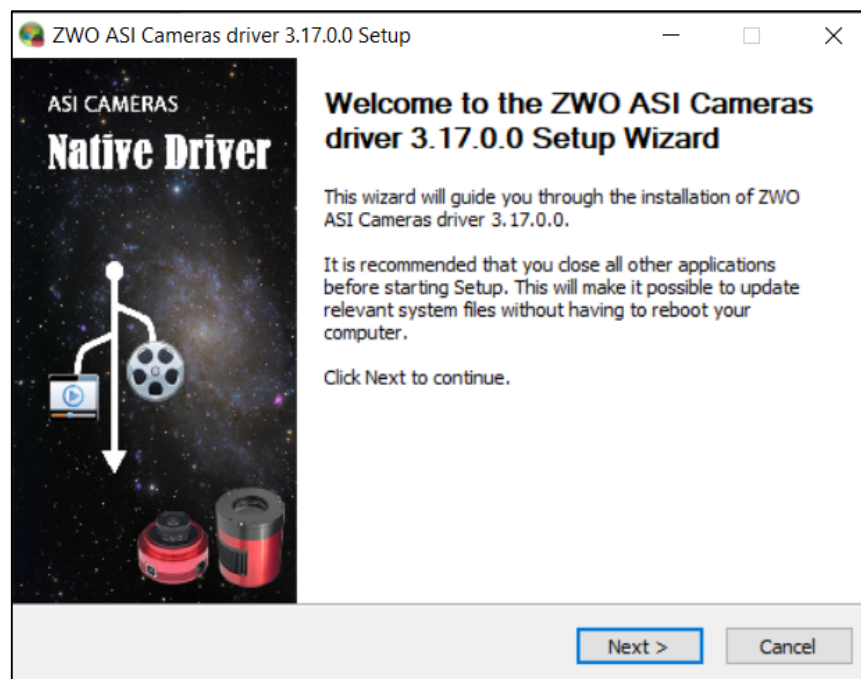 ZWO ASI Cameras driver 3.17.0.0 Setup
ASI CAMERAS
Native Driver
Welcome to the ZWO ASI Cameras
driver 3.17.0.0 Setup Wizard
This wizard will guide you through the installation of ZWO
ASI Cameras driver 3.17.0.0.
It is recommended that you close all other applications
before starting Setup. This will make it possible to update
relevant system files without having to reboot your
computer.
Click Next to continue.
Next >
Cancel